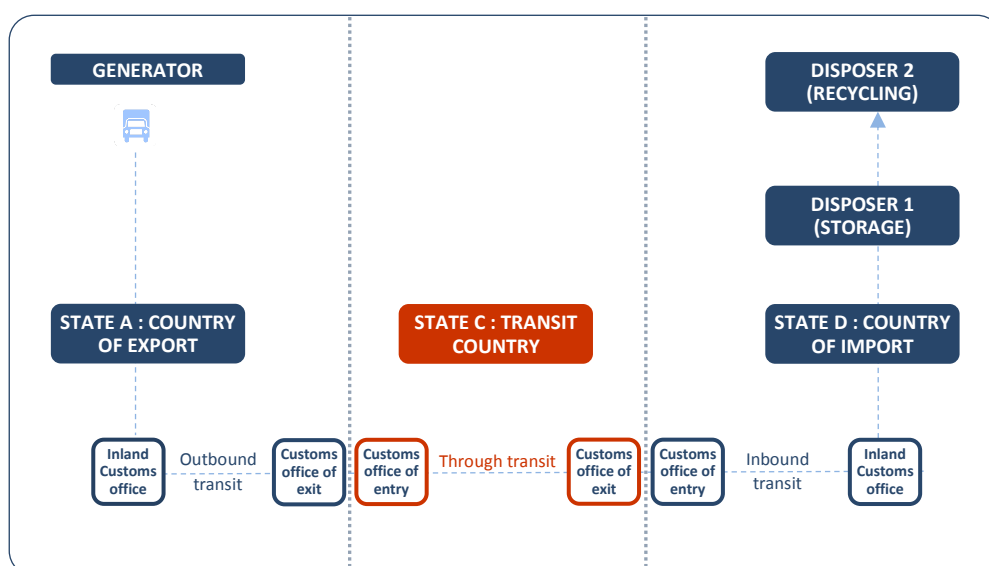 GENERATOR
DISPOSER 2
(RECYCLING)
DISPOSER 1
(STORAGE)
STATE A : COUNTRY
OF EXPORT
STATE C : TRANSIT
COUNTRY
STATE D : COUNTRY
OF IMPORT
Inland
Customs
office
Outbound
transit
Customs
office of
exit
Customs
office of
entry
Through transit
Customs
office of
exit
Customs
office of
entry
Inbound
transit
Inland
Customs
office